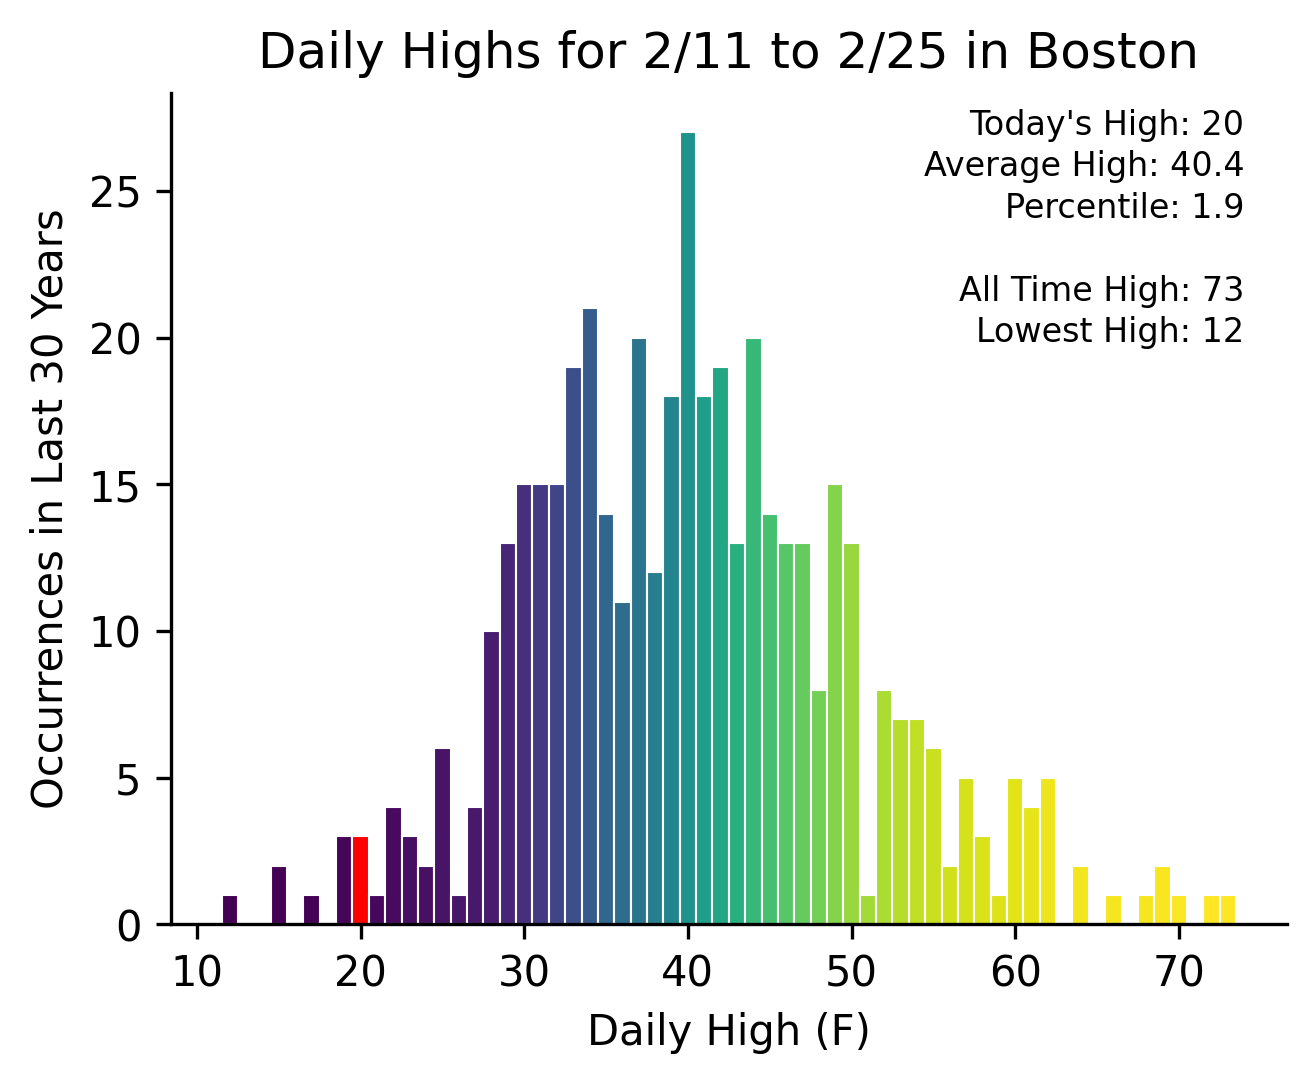 Daily Highs for 2/11 to 2/25 in Boston
Today's High: 20
Average High: 40.4
Percentile: 1.9
All Time High: 73
Lowest High: 12
Occurrences in Last 30 Years
25
20
15
10
5
0
10 20 30 40 50 60 70
Daily High (F)